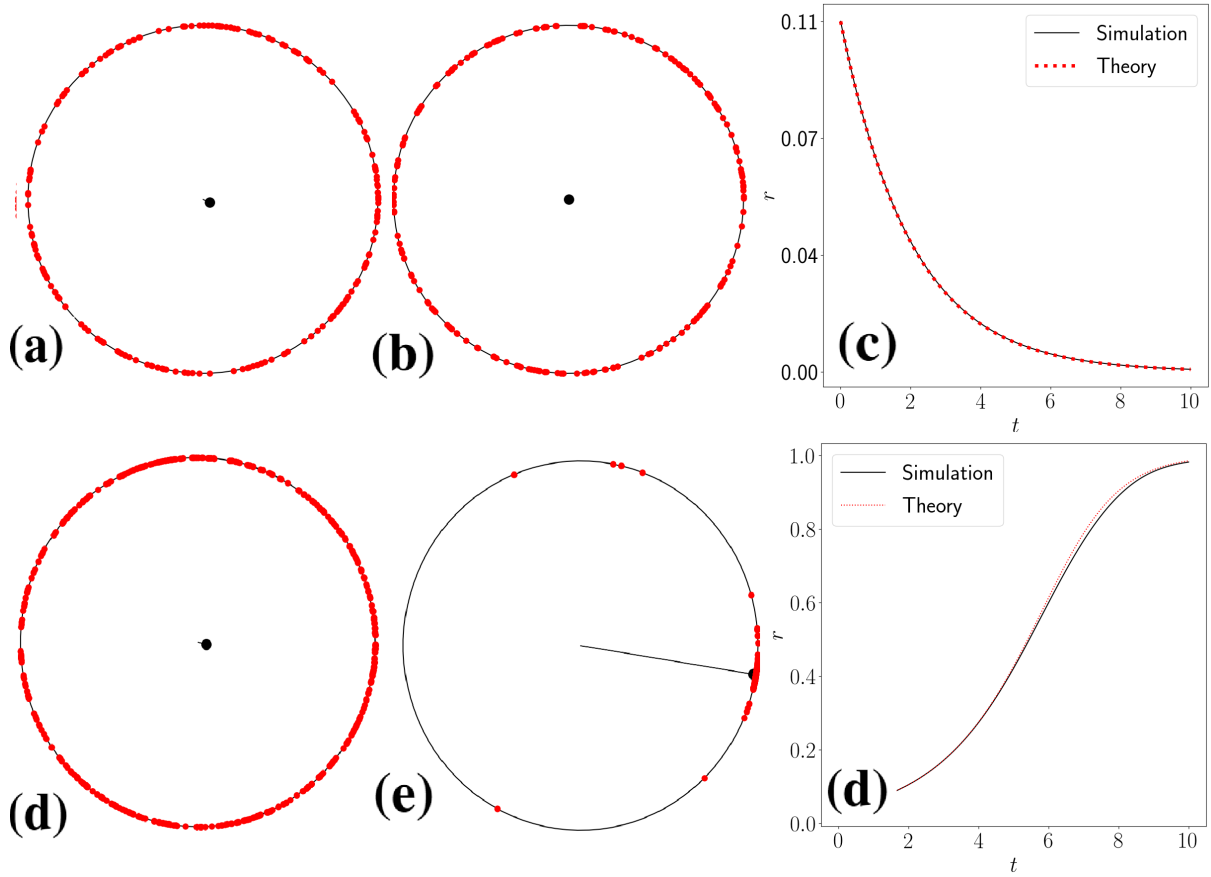 (a)
(b)
0.11
0.07
0.04
0.00
r
Simulation
Theory
(c)
0 2 4 6 8 10
t
(d)
(e)
1.0
0.8
0.6
0.4
0.2
0.0
r
Simulation
Theory
(d)
0 2 4 6 8 10
t